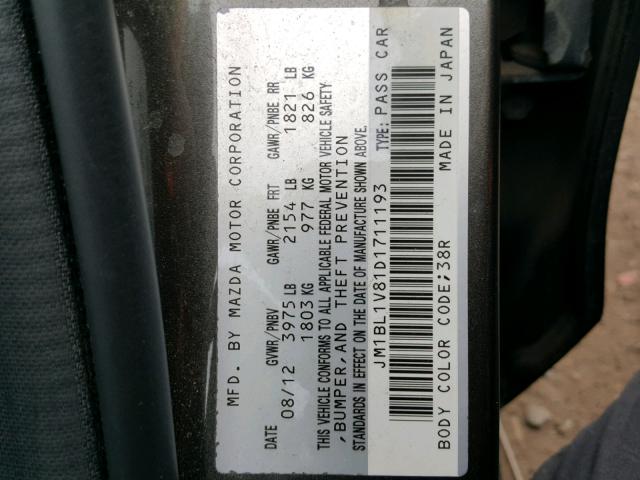 MFD. BY MAZDA MOTOR CORPORATION
DATE GVWR/PNBV GAWR/PNBE FRT GAWR/PNBE RR
08/12 3975 LB 2154 LB 1821 LB
1803 KG 977 KG 826 KG
THIS VEHICLE CONFORMS TO ALL APPLICABLE FEDERAL MOTOR VEHICLE SAFETY
, BUMPER, AND THEFT PREVENTION
STANDARDS IN EFFECT ON THE DATE OF MANUFACTURE SHOWN ABOVE.
JM1BL1V81D1711193 TYPE: PASS CAR
BODY COLOR CODE;38R MADE IN JAPAN